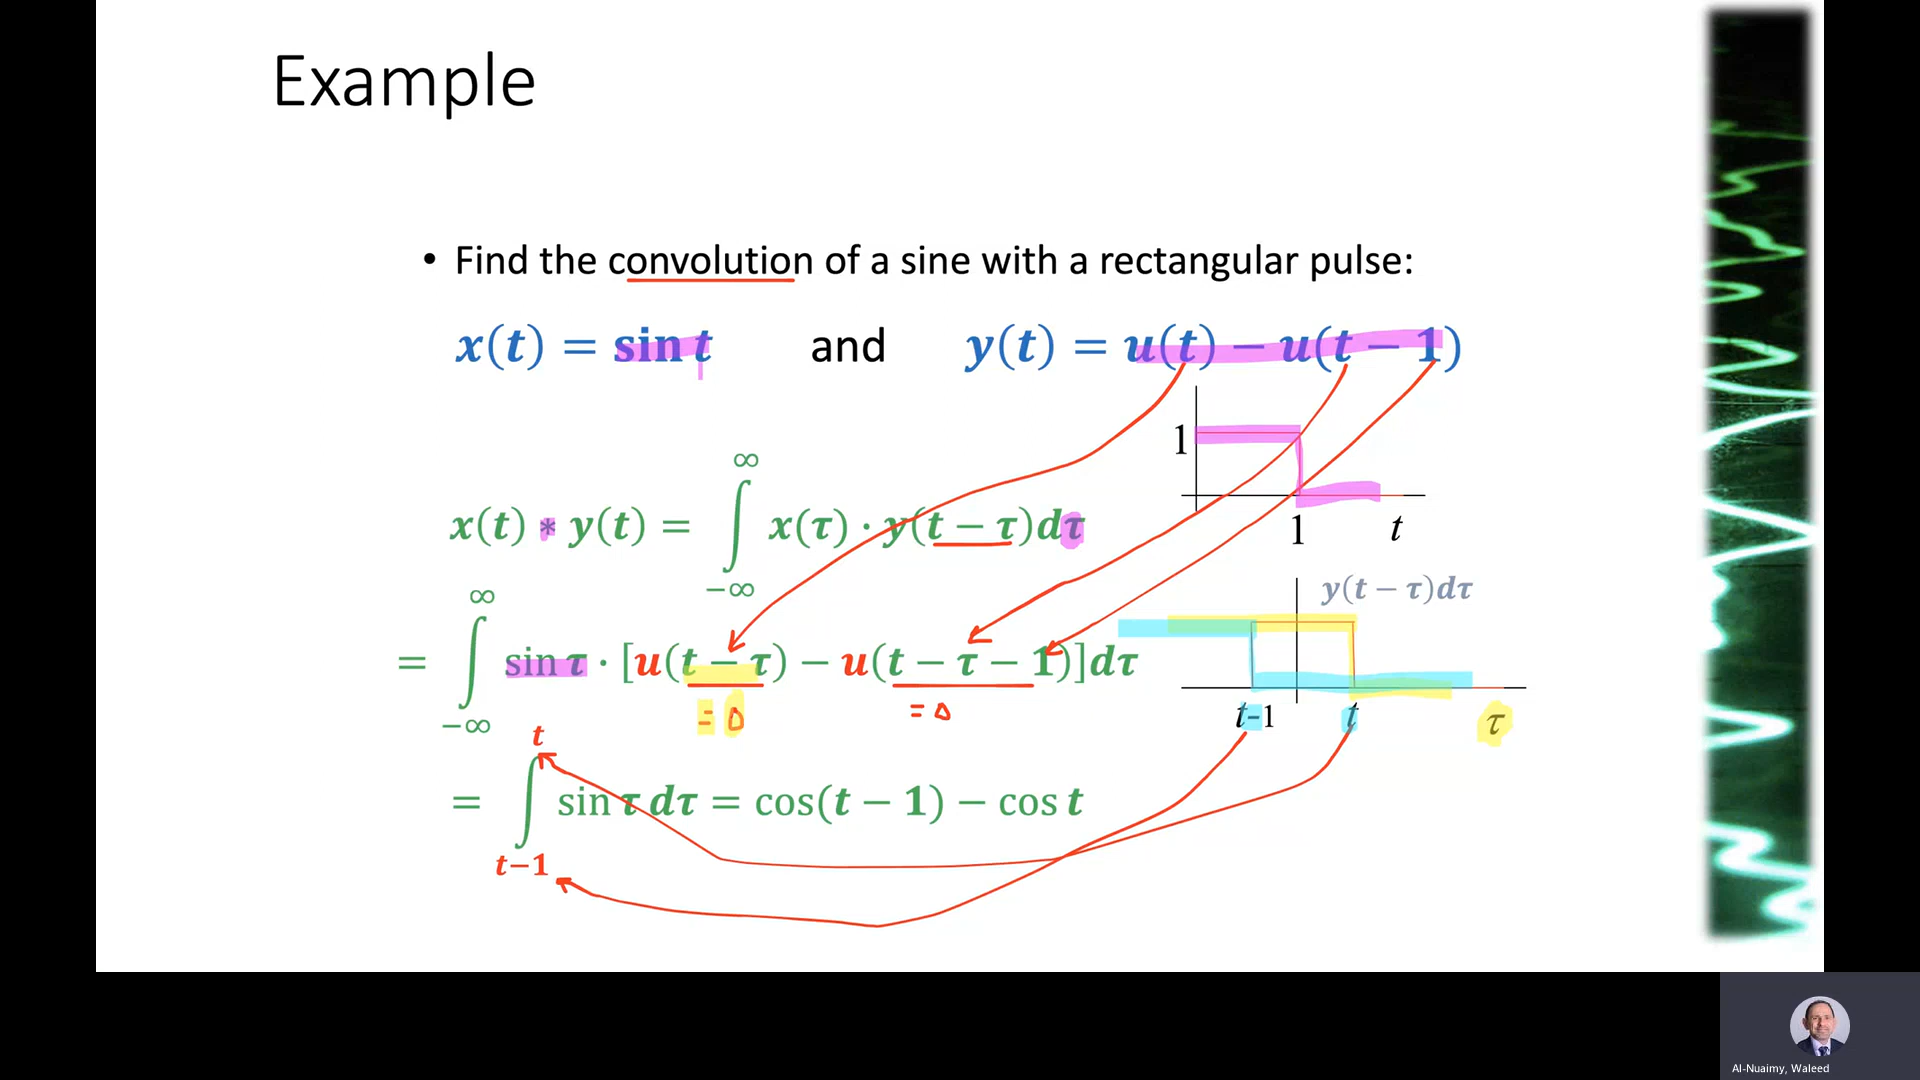 Example
• Find the convolution of a sine with a rectangular pulse:
x(t) = sin t and y(t) = u(t) − u(t − 1)
1
1 t
∞
x(t) * y(t) = ∫ x(τ) · y(t − τ)dτ
−∞
y(t − τ)dτ
∞
= ∫ sin τ · [u(t − τ) − u(t − τ − 1)]dτ
−∞
= 0 = 0
t-1 t τ
t
= ∫ sin τ dτ = cos(t − 1) − cos t
t−1
Al-Nuaimy, Waleed